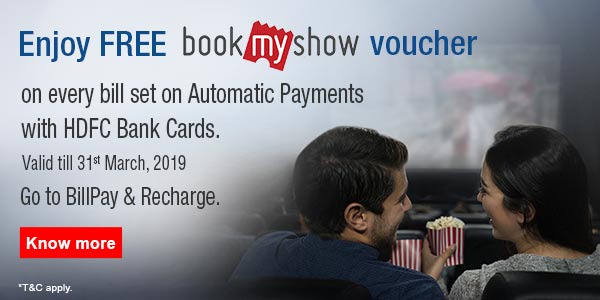 Enjoy FREE bookmyshow voucher
on every bill set on Automatic Payments
with HDFC Bank Cards.
Valid till 31st March, 2019
Go to BillPay & Recharge.
Know more
*T&C apply.